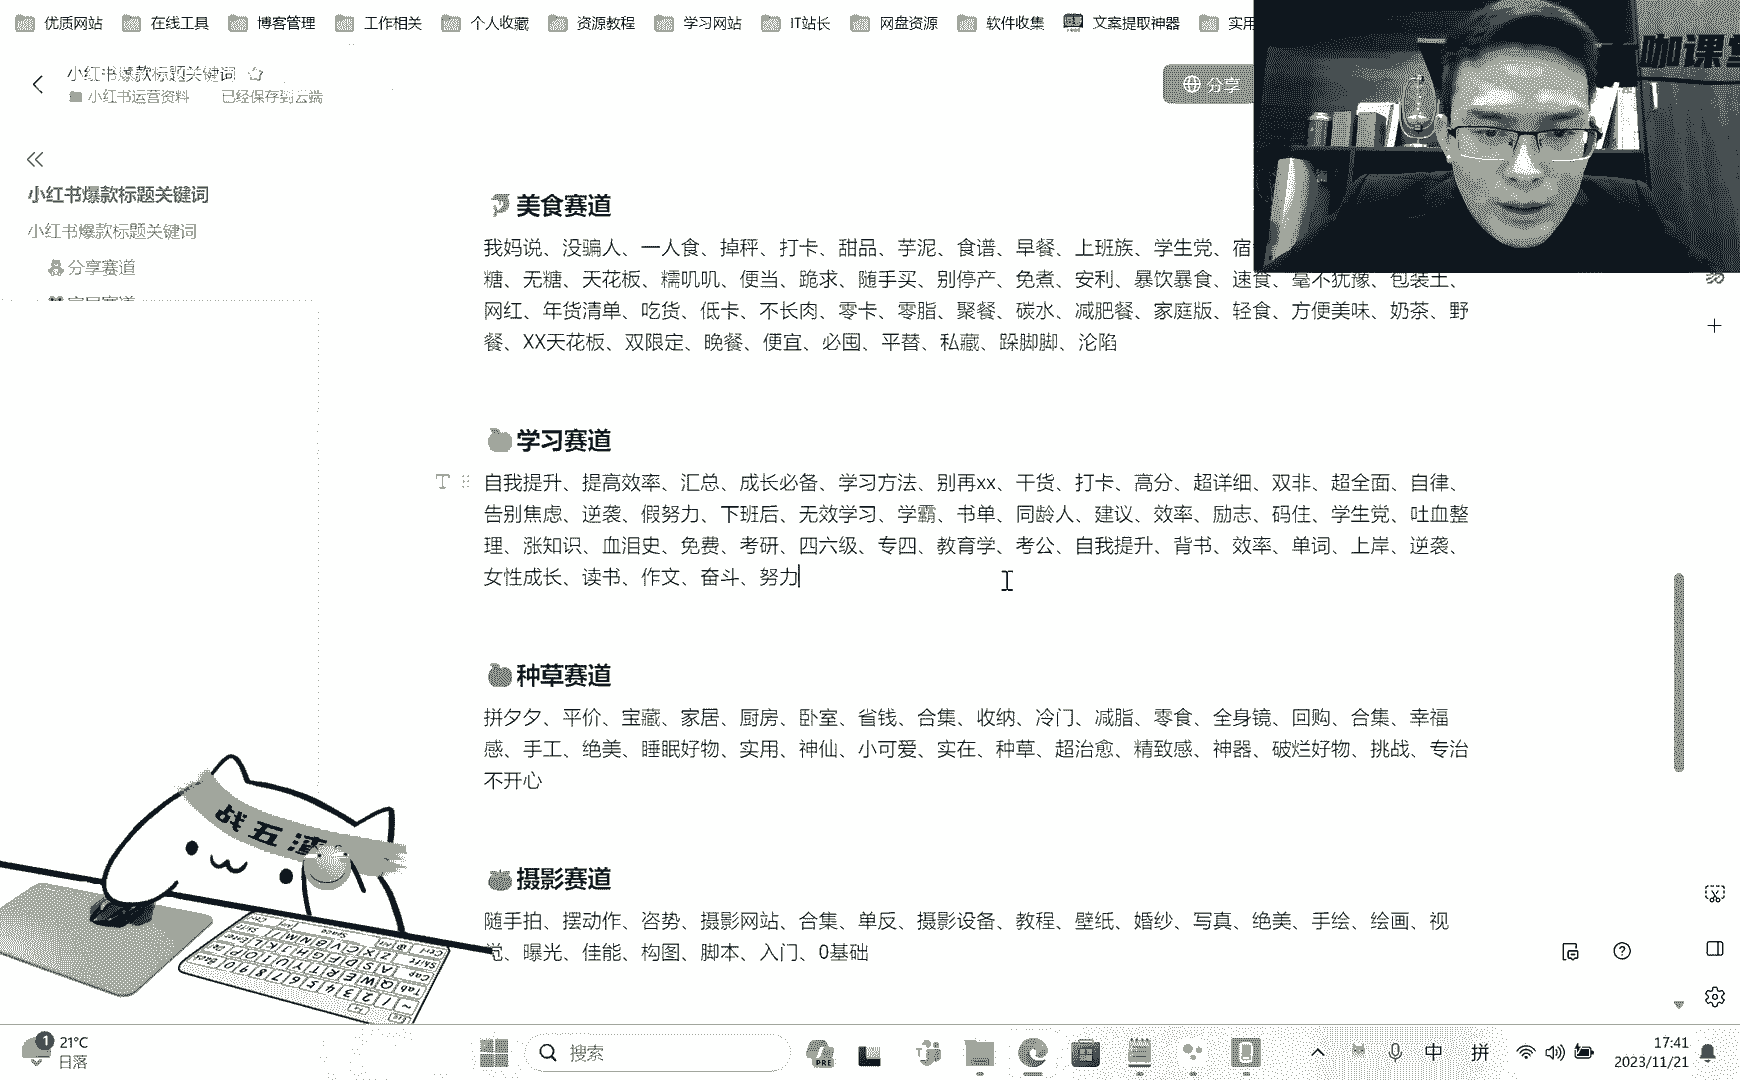 优质网站 在线工具 博客管理 工作相关 个人收藏 资源教程 学习网站 IT站长 网盘资源 软件收集 文案提取神器 实用
咖课堂
小红书爆款标题关键词
小红书运营资料 已经保存到云端
分享
小红书爆款标题关键词
小红书爆款标题关键词
分享赛道
美食赛道
我妈说、没骗人、一人食、掉秤、打卡、甜品、芋泥、食谱、早餐、上班族、学生党、宿
糖、无糖、天花板、糯叽叽、便当、跪求、随手买、别停产、免煮、安利、暴饮暴食、速食、毫不犹豫、包装土、
网红、年货清单、吃货、低卡、不长肉、零卡、零脂、聚餐、碳水、减肥餐、家庭版、轻食、方便美味、奶茶、野
餐、XX天花板、双限定、晚餐、便宜、必囤、平替、私藏、跺脚脚、沦陷
学习赛道
自我提升、提高效率、汇总、成长必备、学习方法、别再xx、干货、打卡、高分、超详细、双非、超全面、自律、
告别焦虑、逆袭、假努力、下班后、无效学习、学霸、书单、同龄人、建议、效率、励志、码住、学生党、吐血整
理、涨知识、血泪史、免费、考研、四六级、专四、教育学、考公、自我提升、背书、效率、单词、上岸、逆袭、
女性成长、读书、作文、奋斗、努力
种草赛道
拼夕夕、平价、宝藏、家居、厨房、卧室、省钱、合集、收纳、冷门、减脂、零食、全身镜、回购、合集、幸福
感、手工、绝美、睡眠好物、实用、神仙、小可爱、实在、种草、超治愈、精致感、神器、破烂好物、挑战、专治
不开心
战五渣
摄影赛道
随手拍、摆动作、咨势、摄影网站、合集、单反、摄影设备、教程、壁纸、婚纱、写真、绝美、手绘、绘画、视
觉、曝光、佳能、构图、脚本、入门、0基础
1 21°C
日落
搜索
PRE
中 拼
17:41
2023/11/21